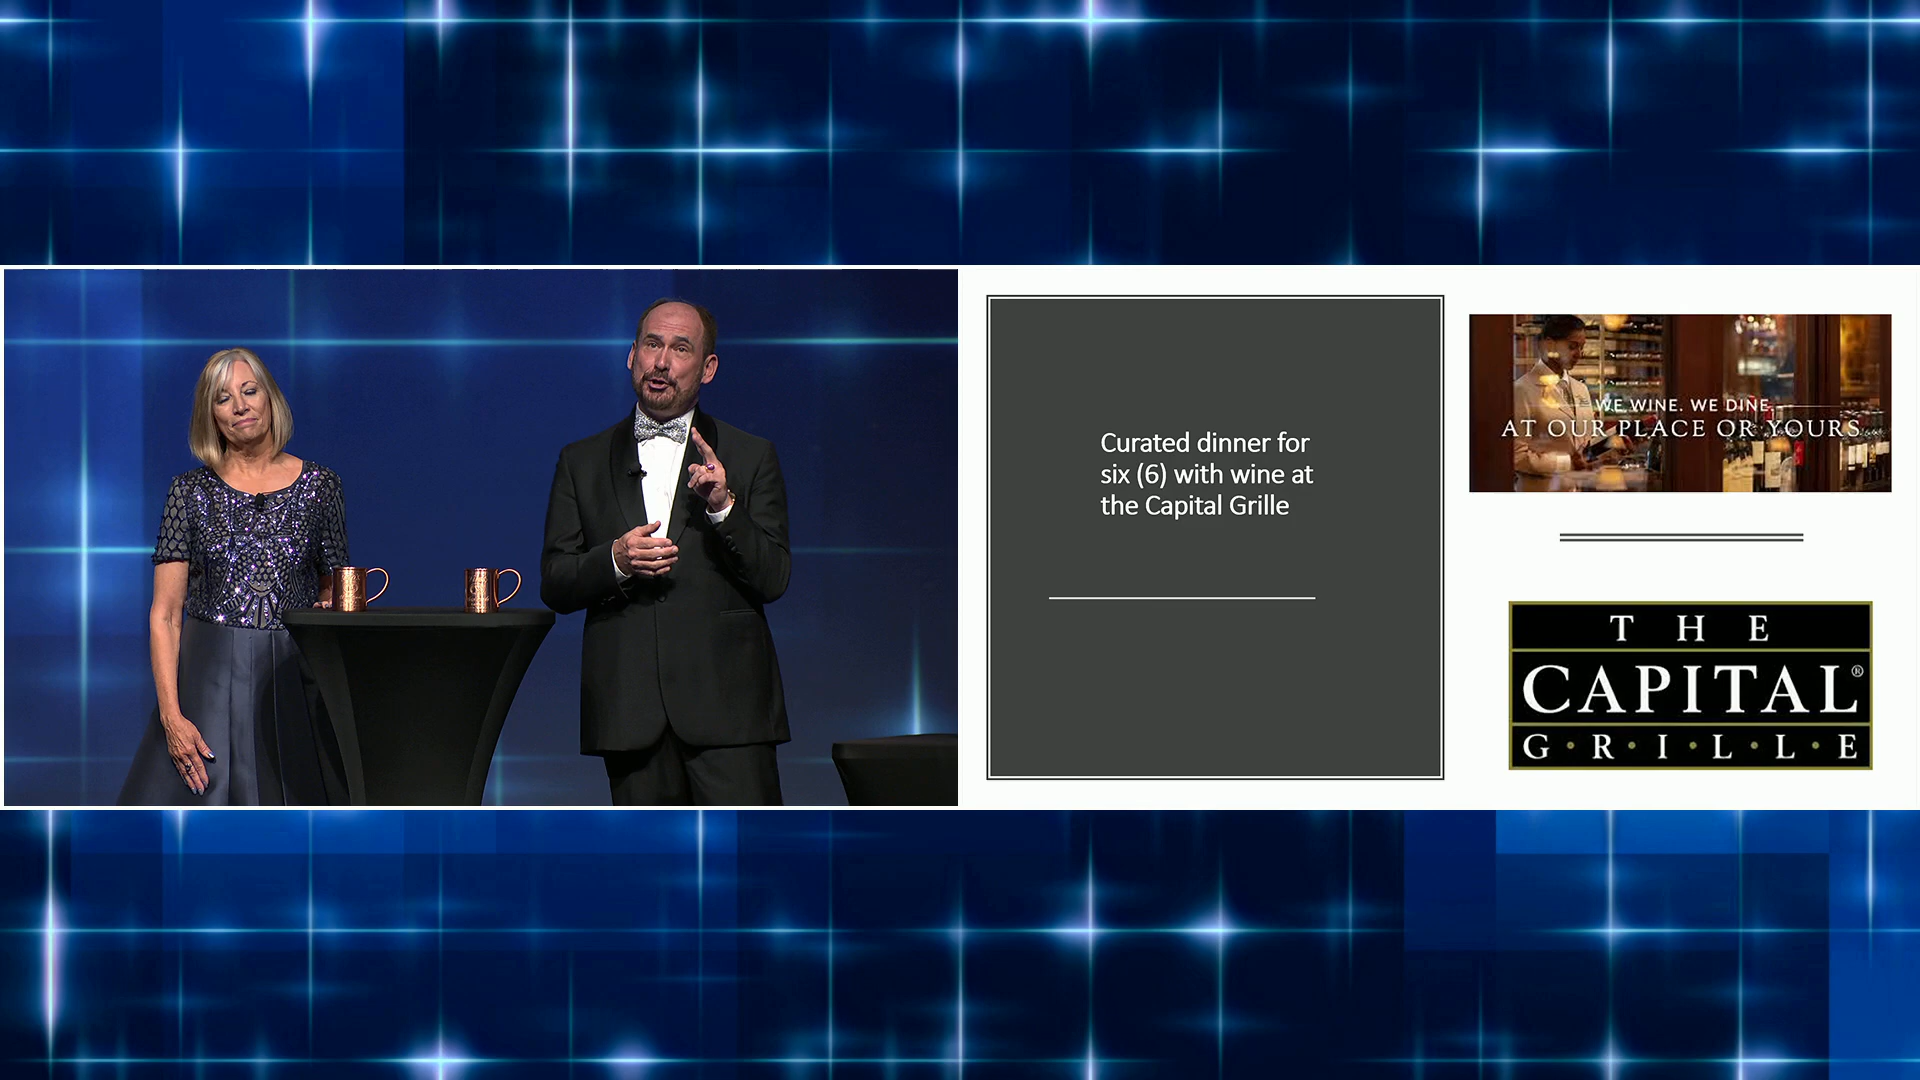 Curated dinner for
six (6) with wine at
the Capital Grille
WE WINE. WE DINE.
AT OUR PLACE OR YOURS
THE
CAPITAL®
G·R·I·L·L·E